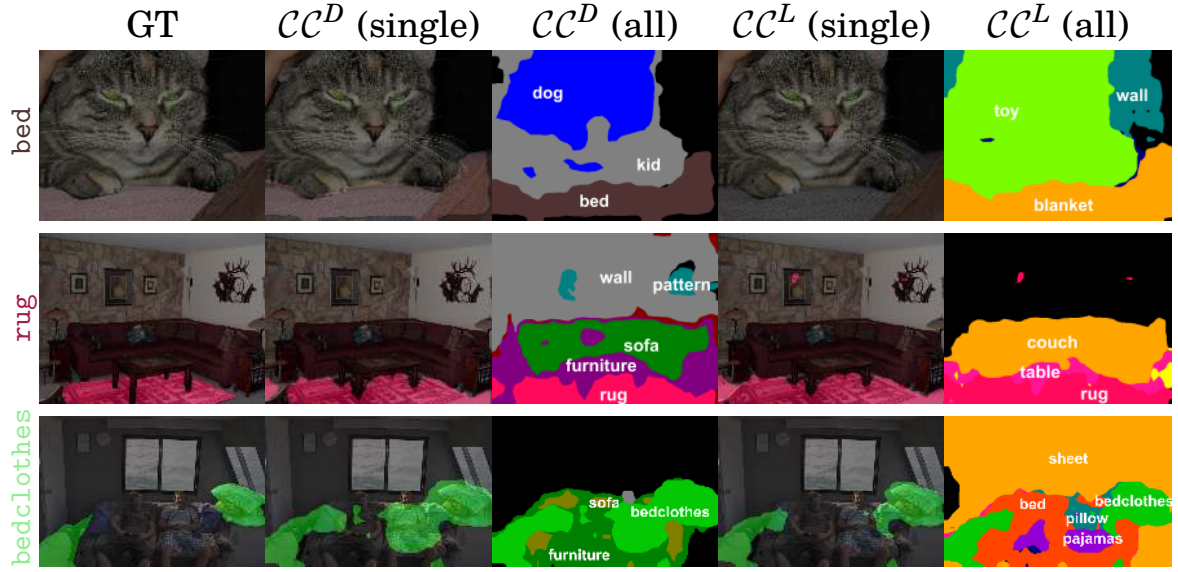 GT CC^D (single) CC^D (all) CC^L (single) CC^L (all)
bed
dog
kid
bed
toy
wall
blanket
rug
wall
pattern
sofa
furniture
rug
couch
table
rug
bedclothes
sofa
bedclothes
furniture
sheet
bed
bedclothes
pillow
pajamas